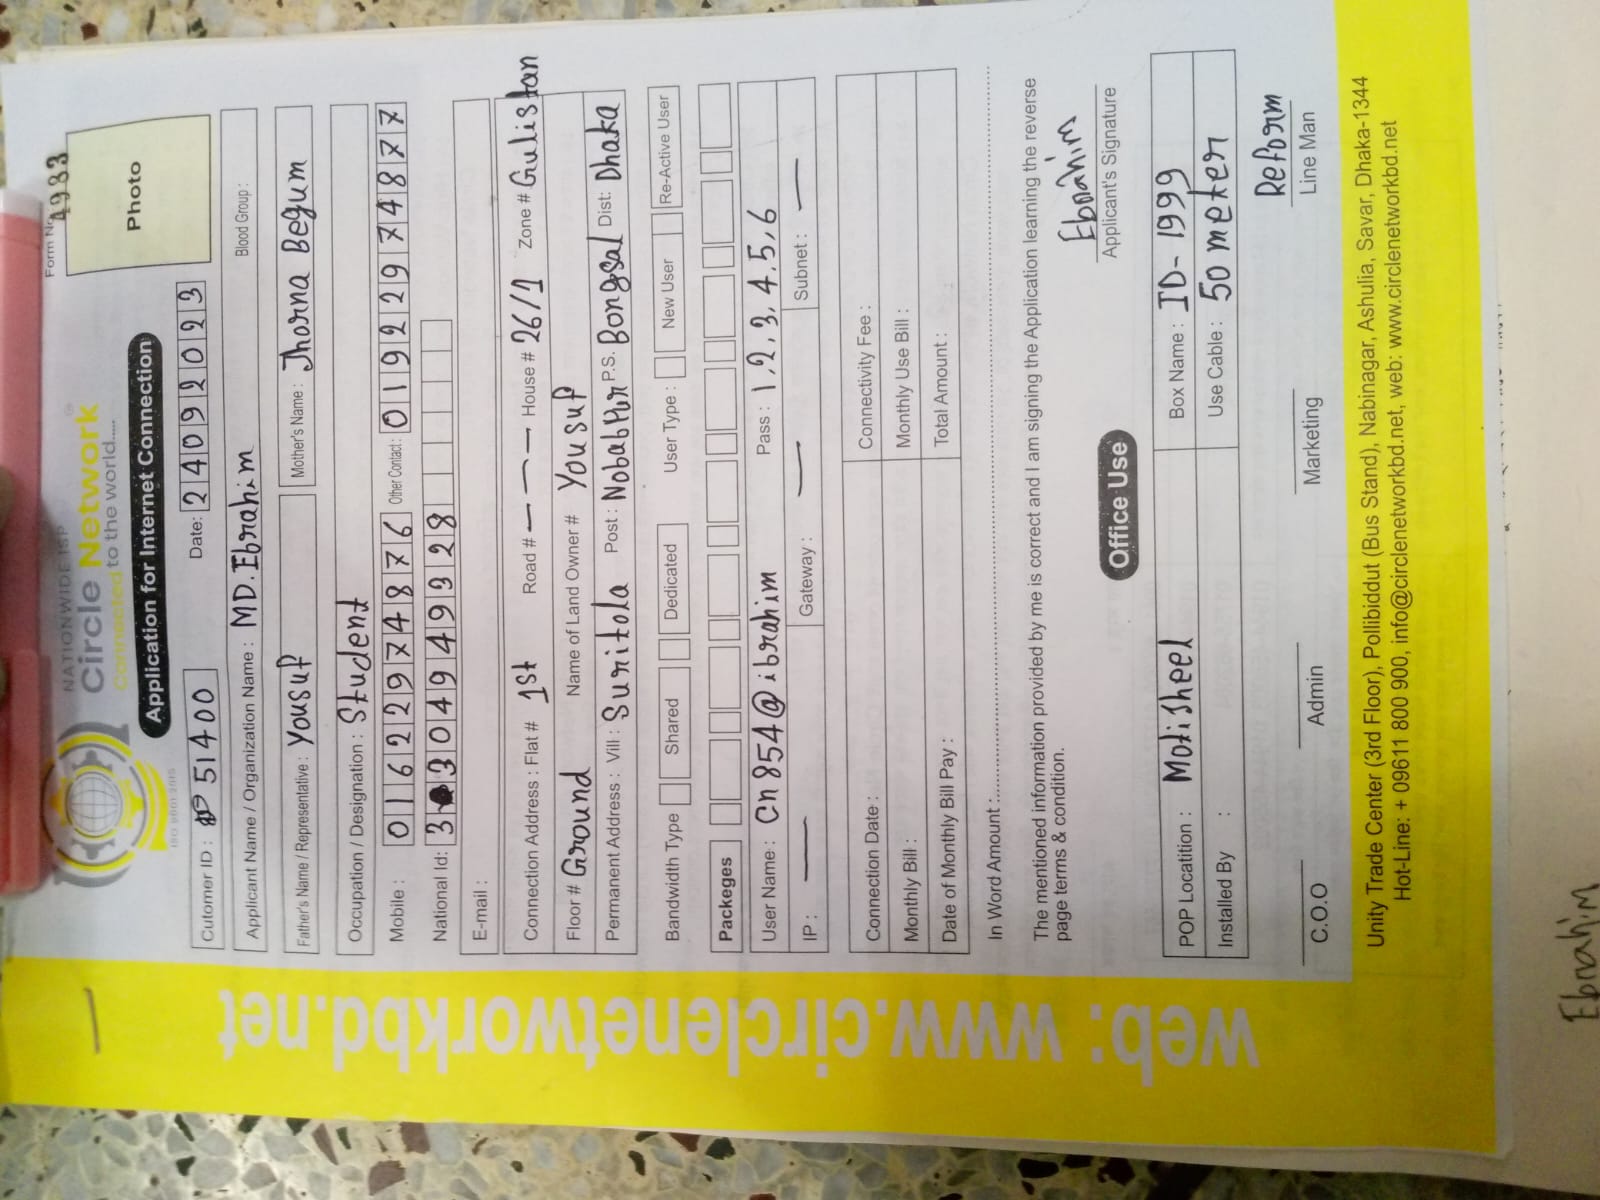 Form No. 4933
NATIONWIDE ISP
Circle Network
Connected to the world.....
ISO 9001:2015
Application for Internet Connection
Photo
Cutomer ID : 51400 Date: 24092023
Applicant Name / Organization Name : MD. Ebrahim Blood Group :
Father's Name / Representative : Yousuf Mother's Name : Jhorna Begum
Occupation / Designation : Student
Mobile : 01622974876 Other Contact: 01922974877
National Id: 3 3049493928
E-mail :
Connection Address : Flat # 1st Road # — — — House # 26/1 Zone # Gulistan
Floor # Ground Name of Land Owner # Yousuf
Permanent Address : Vill : Suritola Post : Nobabpur P.S. Bongsal Dist: Dhaka
Bandwidth Type Shared Dedicated User Type : New User Re-Active User
Packeges
User Name : cn854@ibrahim Pass : 1,2,3,4,5,6
IP : — Gateway : — Subnet : —
Connection Date : Connectivity Fee :
Monthly Bill : Monthly Use Bill :
Date of Monthly Bill Pay : Total Amount :
In Word Amount :
The mentioned information provided by me is correct and I am signing the Application learning the reverse
page terms & condition.
Ebrahim
Applicant's Signature
Office Use
POP Locatition : Motijheel Box Name : ID-1999
Installed By : Use Cable : 50 meter
Reform
C.O.O Admin Marketing Line Man
Unity Trade Center (3rd Floor), Pollibiddut (Bus Stand), Nabinagar, Ashulia, Savar, Dhaka-1344
Hot-Line: + 09611 800 900, info@circlenetworkbd.net, web: www.circlenetworkbd.net
web: www.circlenetworkbd.net
Ebrahim